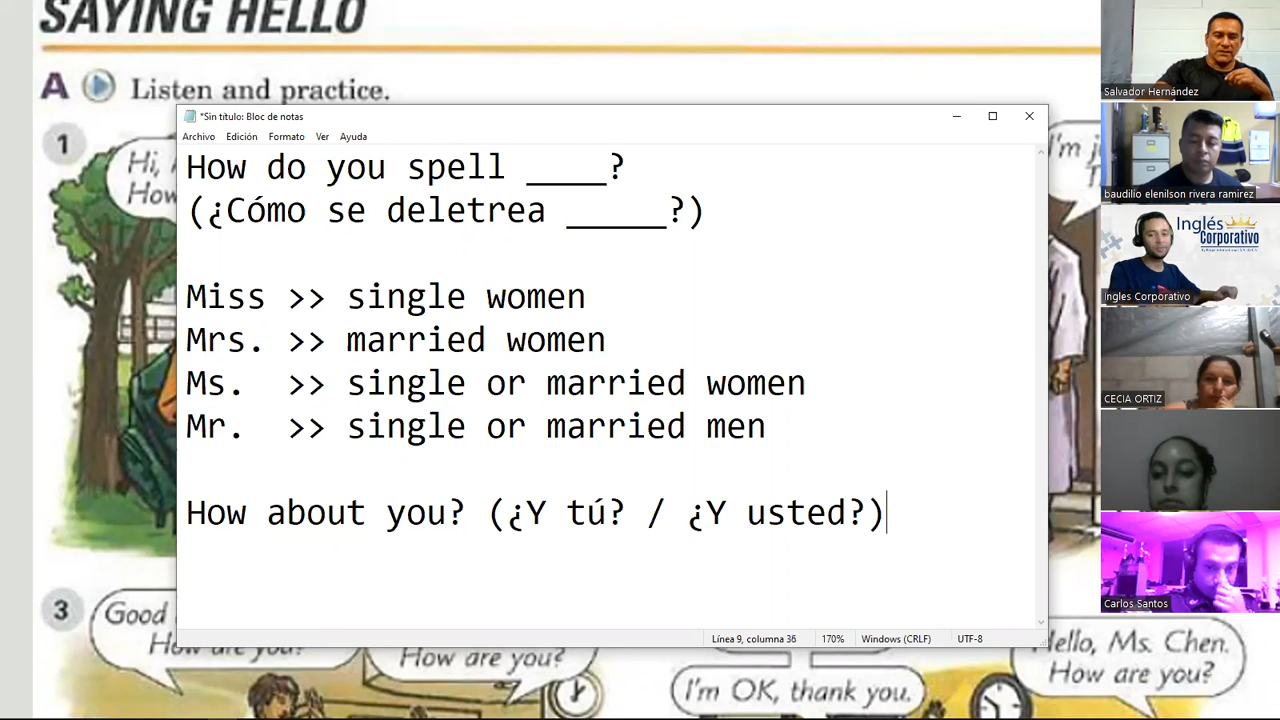 SAYING HELLO
A Listen and practice.
1
Hi,
How
I'm j
*Sin título: Bloc de notas
Archivo Edición Formato Ver Ayuda
How do you spell ____?
(¿Cómo se deletrea _____?)
Miss >> single women
Mrs. >> married women
Ms. >> single or married women
Mr. >> single or married men
How about you? (¿Y tú? / ¿Y usted?)
Línea 9, columna 36 170% Windows (CRLF) UTF-8
3
Good
How are you?
How are you?
I'm OK, thank you.
Hello, Ms. Chen.
How are you?
Salvador Hernández
baudilio elenilson rivera ramirez
Inglés
Corporativo
Ingles Corporativo
CECIA ORTIZ
Carlos Santos